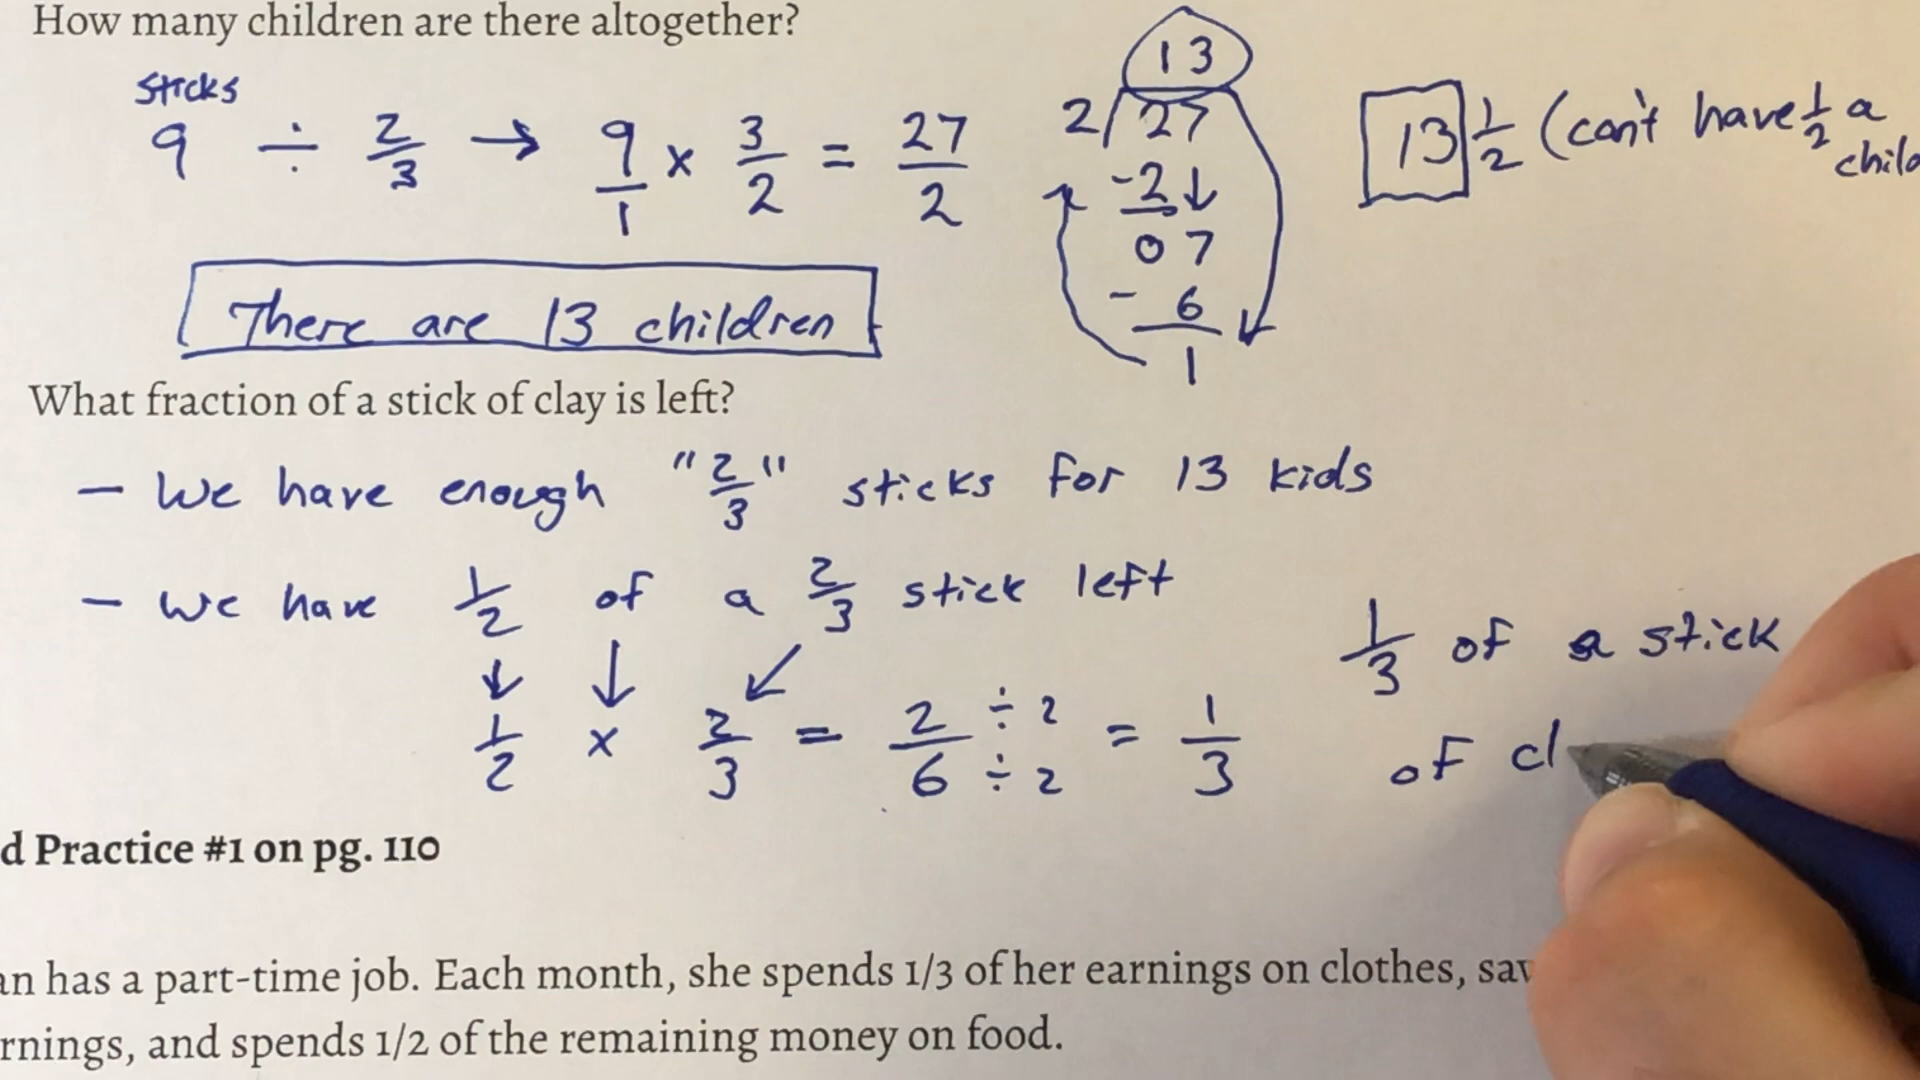 How many children are there altogether?
sticks
9 ÷ 2/3 → 9/1 x 3/2 = 27/2
13
2/27
-2↓
07
- 6
1
13 1/2 (can't have 1/2 a
child
There are 13 children
What fraction of a stick of clay is left?
- We have enough "2/3" sticks for 13 kids
- We have 1/2 of a 2/3 stick left
↓ ↓ ↙
1/2 x 2/3 = 2/6 ÷ 2/÷ 2 = 1/3
1/3 of a stick
of cl
d Practice #1 on pg. 110
an has a part-time job. Each month, she spends 1/3 of her earnings on clothes, sav
rnings, and spends 1/2 of the remaining money on food.